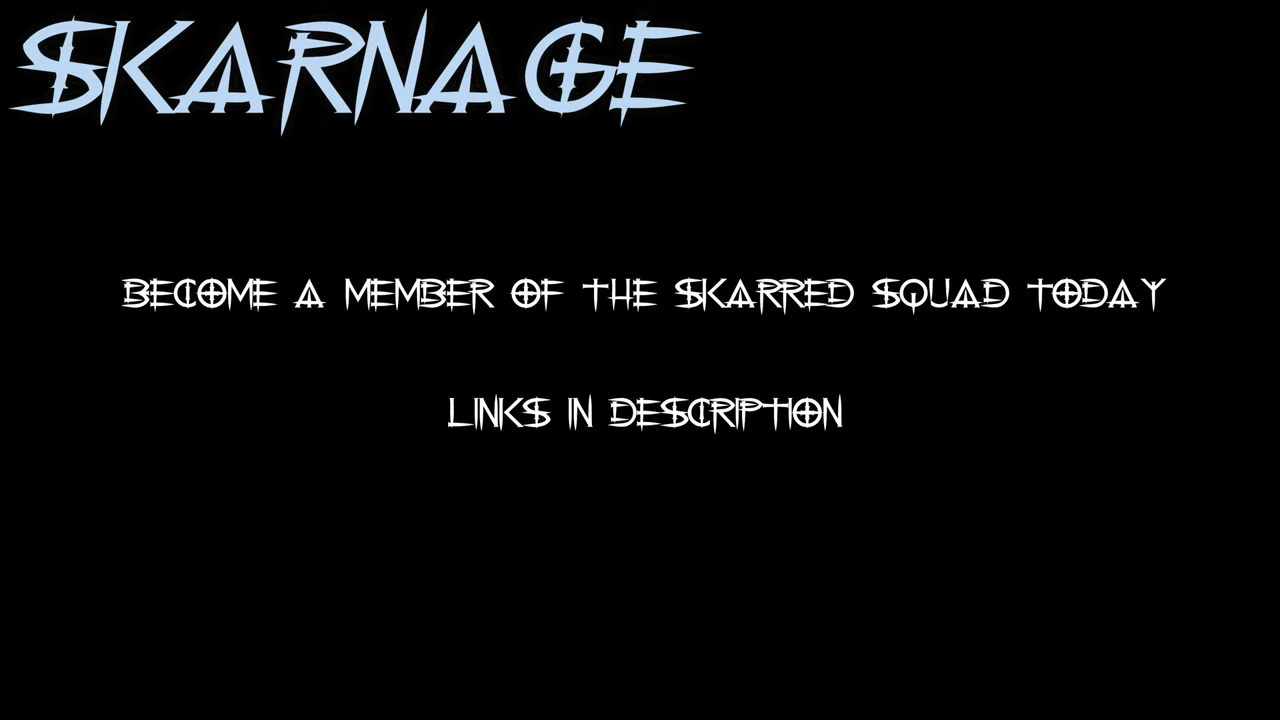 SKARNAGE
BECOME A MEMBER OF THE SKARRED SQUAD TODAY
LINKS IN DESCRIPTION